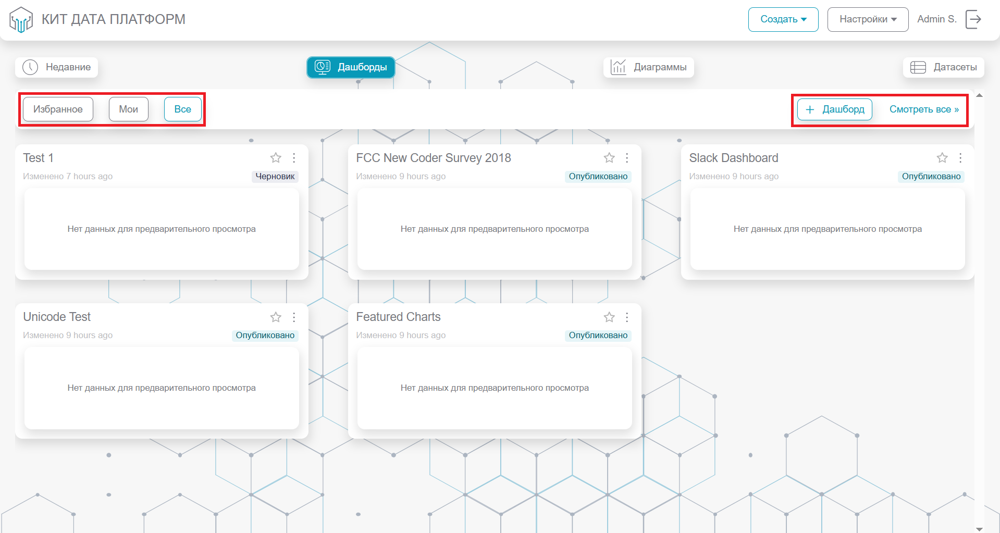 КИТ ДАТА ПЛАТФОРМ
Создать
Настройки
Admin S.
Недавние
Дашборды
Диаграммы
Датасеты
Избранное
Мои
Все
+ Дашборд
Смотреть все »
Test 1
Изменено 7 hours ago
Черновик
Нет данных для предварительного просмотра
FCC New Coder Survey 2018
Изменено 9 hours ago
Опубликовано
Нет данных для предварительного просмотра
Slack Dashboard
Изменено 9 hours ago
Опубликовано
Нет данных для предварительного просмотра
Unicode Test
Изменено 9 hours ago
Опубликовано
Нет данных для предварительного просмотра
Featured Charts
Изменено 9 hours ago
Опубликовано
Нет данных для предварительного просмотра